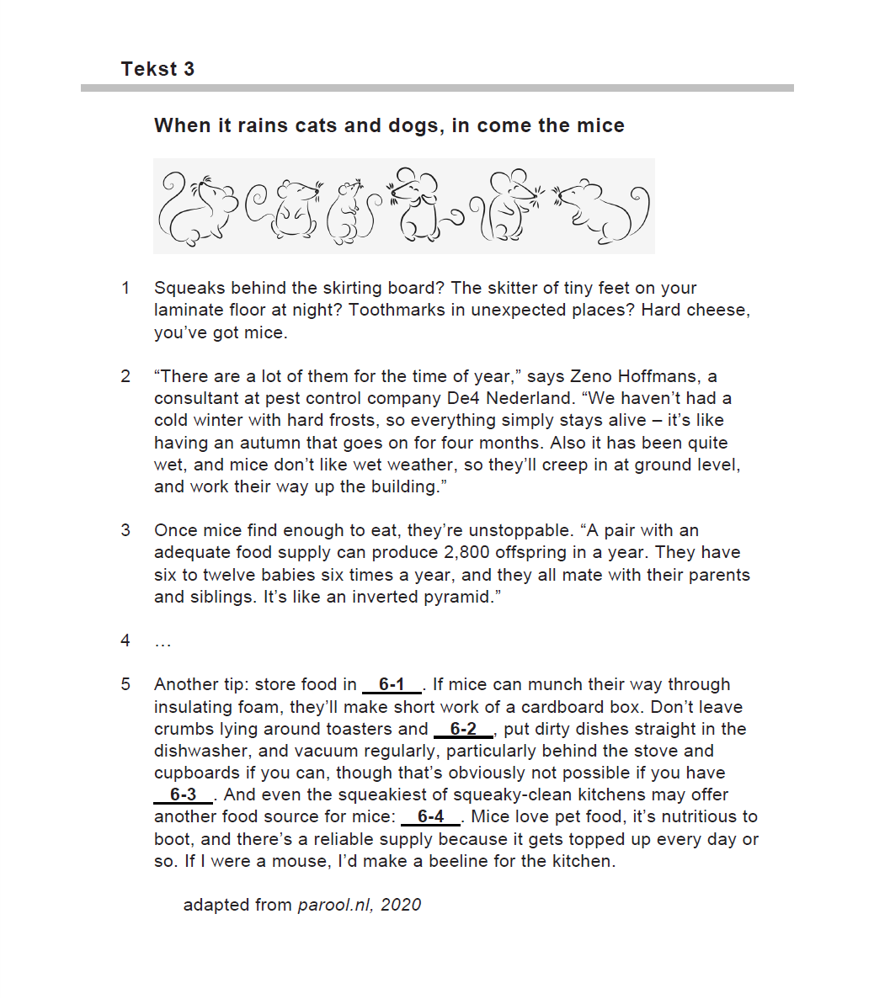 Tekst 3
When it rains cats and dogs, in come the mice
1 Squeaks behind the skirting board? The skitter of tiny feet on your
laminate floor at night? Toothmarks in unexpected places? Hard cheese,
you’ve got mice.
2 “There are a lot of them for the time of year,” says Zeno Hoffmans, a
consultant at pest control company De4 Nederland. “We haven’t had a
cold winter with hard frosts, so everything simply stays alive – it’s like
having an autumn that goes on for four months. Also it has been quite
wet, and mice don’t like wet weather, so they’ll creep in at ground level,
and work their way up the building.”
3 Once mice find enough to eat, they’re unstoppable. “A pair with an
adequate food supply can produce 2,800 offspring in a year. They have
six to twelve babies six times a year, and they all mate with their parents
and siblings. It’s like an inverted pyramid.”
4 …
5 Another tip: store food in 6-1 . If mice can munch their way through
insulating foam, they’ll make short work of a cardboard box. Don’t leave
crumbs lying around toasters and 6-2 , put dirty dishes straight in the
dishwasher, and vacuum regularly, particularly behind the stove and
cupboards if you can, though that’s obviously not possible if you have
6-3 . And even the squeakiest of squeaky-clean kitchens may offer
another food source for mice: 6-4 . Mice love pet food, it’s nutritious to
boot, and there’s a reliable supply because it gets topped up every day or
so. If I were a mouse, I’d make a beeline for the kitchen.
adapted from parool.nl, 2020